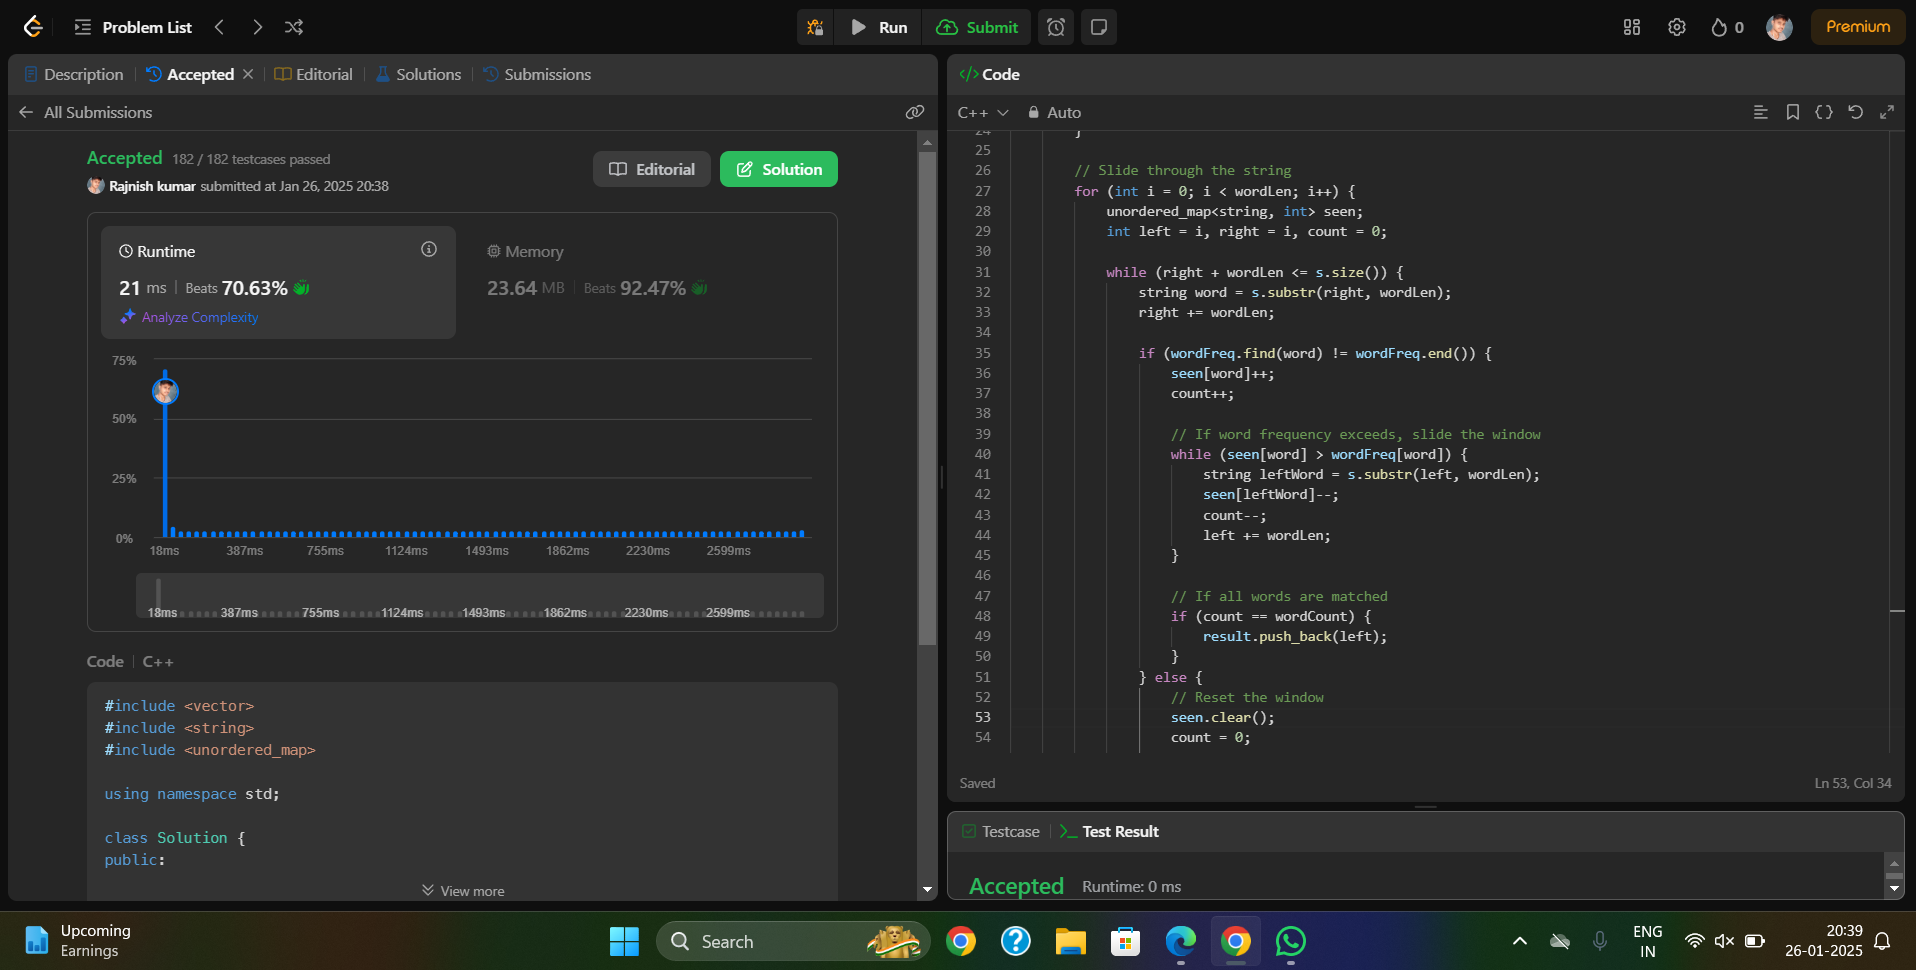 Problem List
Run
Submit
0
Premium
Description
Accepted
Editorial
Solutions
Submissions
All Submissions
Accepted 182 / 182 testcases passed
Rajnish kumar submitted at Jan 26, 2025 20:38
Editorial
Solution
Runtime
21 ms | Beats 70.63%
Analyze Complexity
Memory
23.64 MB | Beats 92.47%
75%
50%
25%
0%
18ms 387ms 755ms 1124ms 1493ms 1862ms 2230ms 2599ms
18ms 387ms 755ms 1124ms 1493ms 1862ms 2230ms 2599ms
Code | C++
#include <vector>
#include <string>
#include <unordered_map>
using namespace std;
class Solution {
public:
View more
</> Code
C++ Auto
24 }
25
26 // Slide through the string
27 for (int i = 0; i < wordLen; i++) {
28 unordered_map<string, int> seen;
29 int left = i, right = i, count = 0;
30
31 while (right + wordLen <= s.size()) {
32 string word = s.substr(right, wordLen);
33 right += wordLen;
34
35 if (wordFreq.find(word) != wordFreq.end()) {
36 seen[word]++;
37 count++;
38
39 // If word frequency exceeds, slide the window
40 while (seen[word] > wordFreq[word]) {
41 string leftWord = s.substr(left, wordLen);
42 seen[leftWord]--;
43 count--;
44 left += wordLen;
45 }
46
47 // If all words are matched
48 if (count == wordCount) {
49 result.push_back(left);
50 }
51 } else {
52 // Reset the window
53 seen.clear();
54 count = 0;
Saved
Ln 53, Col 34
Testcase
>_ Test Result
Accepted Runtime: 0 ms
Upcoming
Earnings
Search
ENG
IN
20:39
26-01-2025